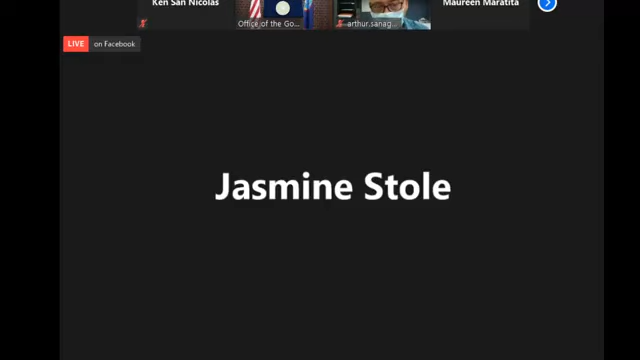 Ken San Nicolas
Office of the Go...
arthur.sanag...
Maureen Maratita
LIVE on Facebook
Jasmine Stole